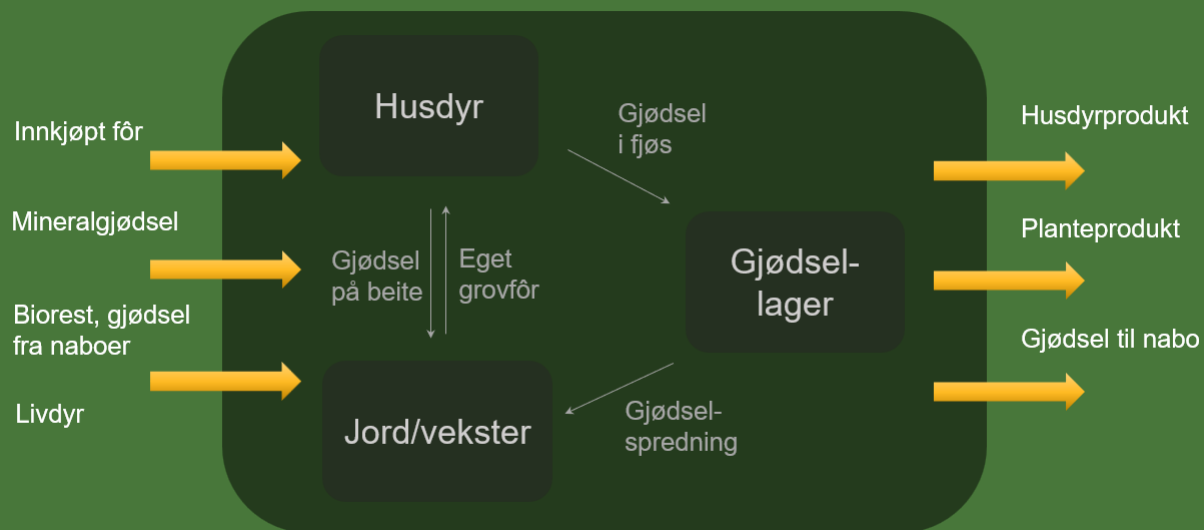 Innkjøpt fôr
Mineralgjødsel
Biorest, gjødsel
fra naboer
Livdyr
Husdyr
Gjødsel
i fjøs
Gjødsel
på beite
Eget
grovfôr
Gjødsel-
lager
Jord/vekster
Gjødsel-
spredning
Husdyrprodukt
Planteprodukt
Gjødsel til nabo